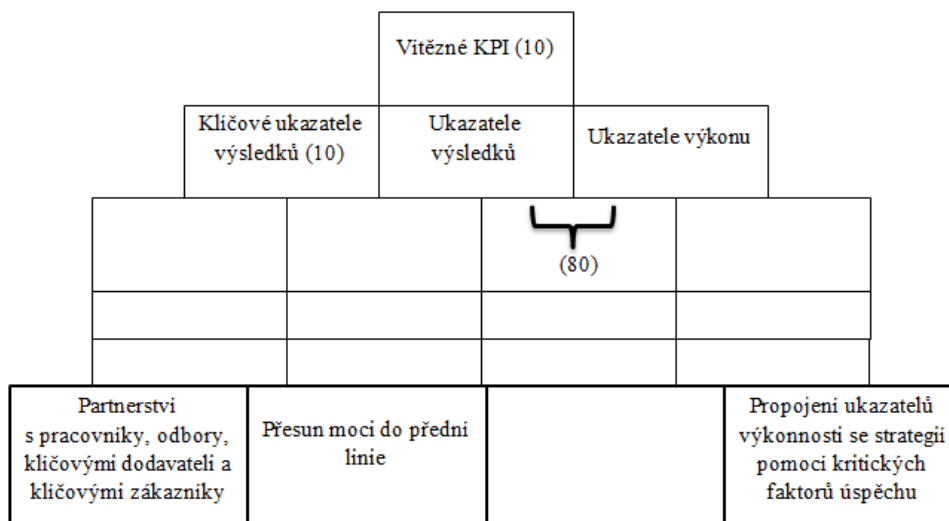 Vítězné KPI (10)
Klíčové ukazatele
výsledků (10)
Ukazatele
výsledků
Ukazatele výkonu
(80)
Partnerství
s pracovníky, odbory,
klíčovými dodavateli a
klíčovými zákazníky
Přesun moci do přední
linie
Propojení ukazatelů
výkonnosti se strategií
pomocí kritických
faktorů úspěchu